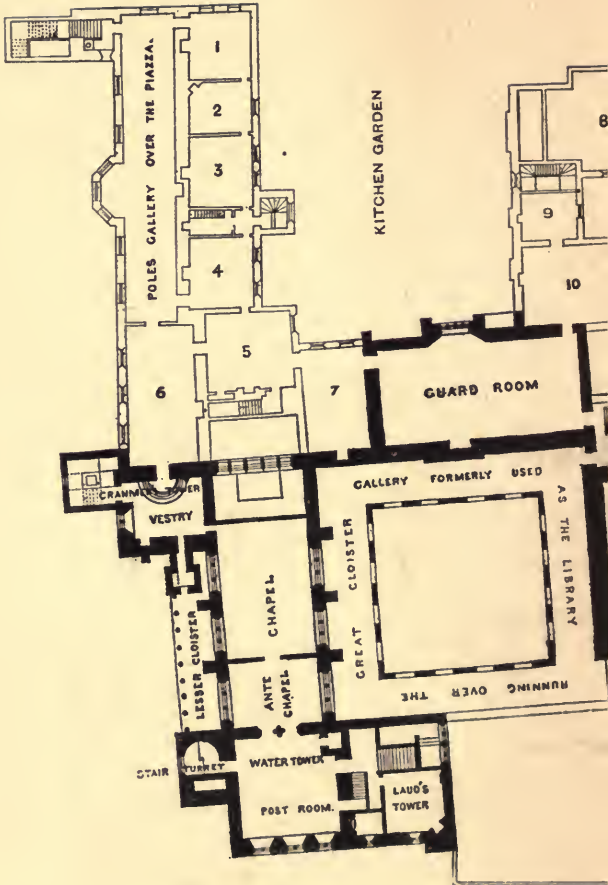 POLES GALLERY OVER THE PIAZZA.
1
2
3
4
5
6
7
KITCHEN GARDEN
8
9
10
GUARD ROOM
CRANMERS TOWER
VESTRY
GALLERY FORMERLY USED
AS THE LIBRARY
RUNNING OVER THE
GREAT CLOISTER
CHAPEL
ANTE
CHAPEL
LESSER CLOISTER
STAIR TURRET
WATER TOWER
POST ROOM.
LAUD'S
TOWER